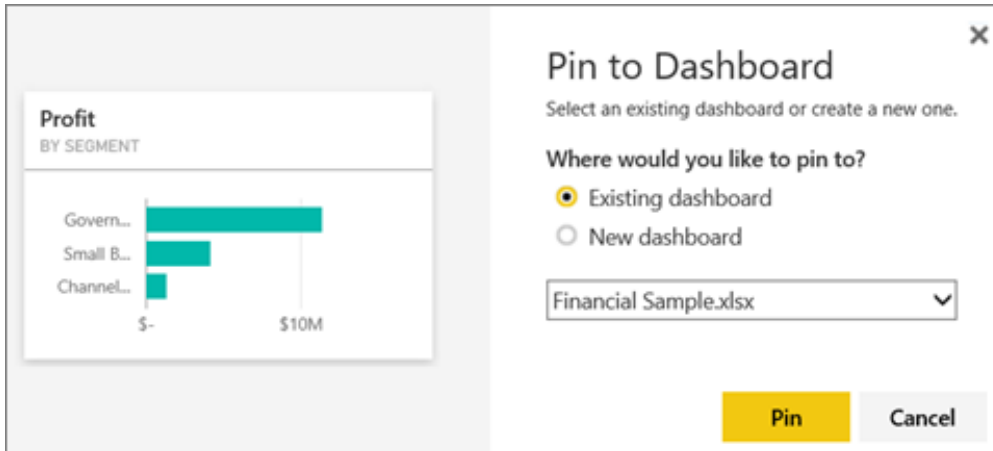 Profit
BY SEGMENT
Govern...
Small B...
Channel...
$-
$10M
×
Pin to Dashboard
Select an existing dashboard or create a new one.
Where would you like to pin to?
Existing dashboard
New dashboard
Financial Sample.xlsx
Pin
Cancel